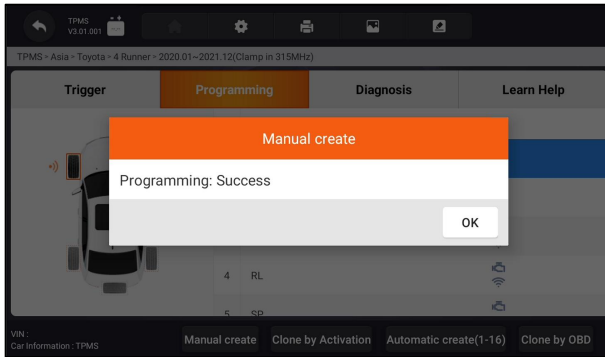 TPMS
V3.01.001
TPMS > Asia > Toyota > 4 Runner > 2020.01~2021.12(Clamp in 315MHz)
Trigger Programming Diagnosis Learn Help
Manual create
Programming: Success
OK
4 RL
5 SP
VIN :
Car Information : TPMS
Manual create Clone by Activation Automatic create(1-16) Clone by OBD